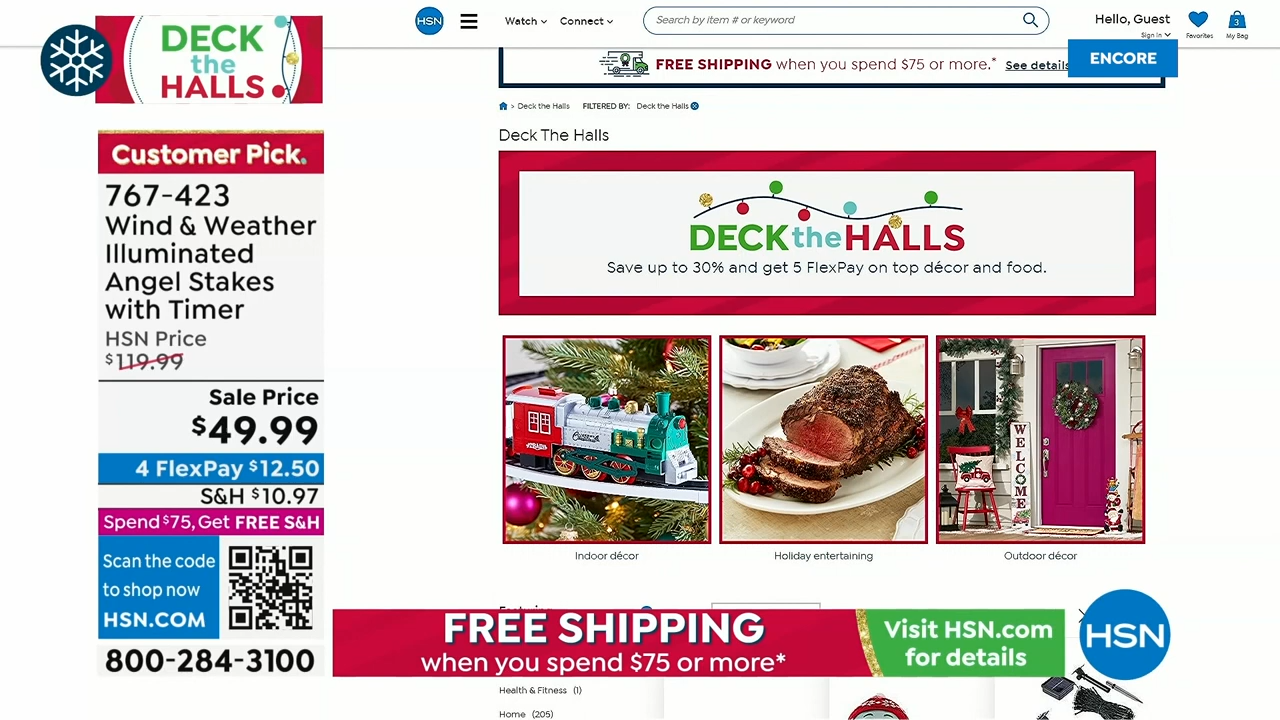 HSN
Watch
Connect
Search by item # or keyword
Hello, Guest
Sign In
Favorites
3
My Bag
ENCORE
FREE SHIPPING when you spend $75 or more.* See details
DECK
the
HALLS
> Deck the Halls FILTERED BY: Deck the Halls
Deck The Halls
DECK the HALLS
Save up to 30% and get 5 FlexPay on top décor and food.
Customer Pick.
767-423
Wind & Weather
Illuminated
Angel Stakes
with Timer
HSN Price
$119.99
Sale Price
$49.99
4 FlexPay $12.50
S&H $10.97
Spend $75, Get FREE S&H
Scan the code
to shop now
HSN.COM
800-284-3100
WELCOME
Indoor décor
Holiday entertaining
Outdoor décor
FREE SHIPPING
when you spend $75 or more*
Visit HSN.com
for details
HSN
Health & Fitness (1)
Home (205)